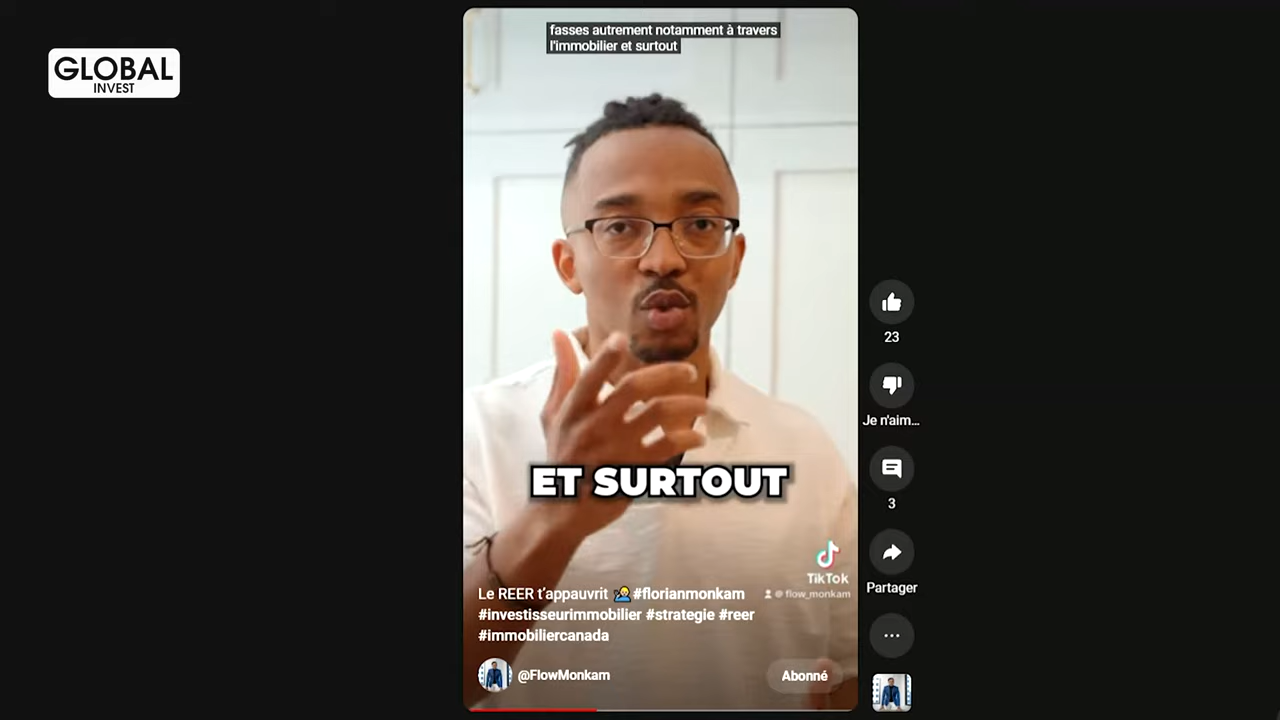 GLOBAL
INVEST
fasses autrement notamment à travers
l'immobilier et surtout
ET SURTOUT
TikTok
@ flow_monkam
Le REER t'appauvrit 🤦#florianmonkam
#investisseurimmobilier #strategie #reer
#immobiliercanada
@FlowMonkam
Abonné
23
Je n'aim...
3
Partager